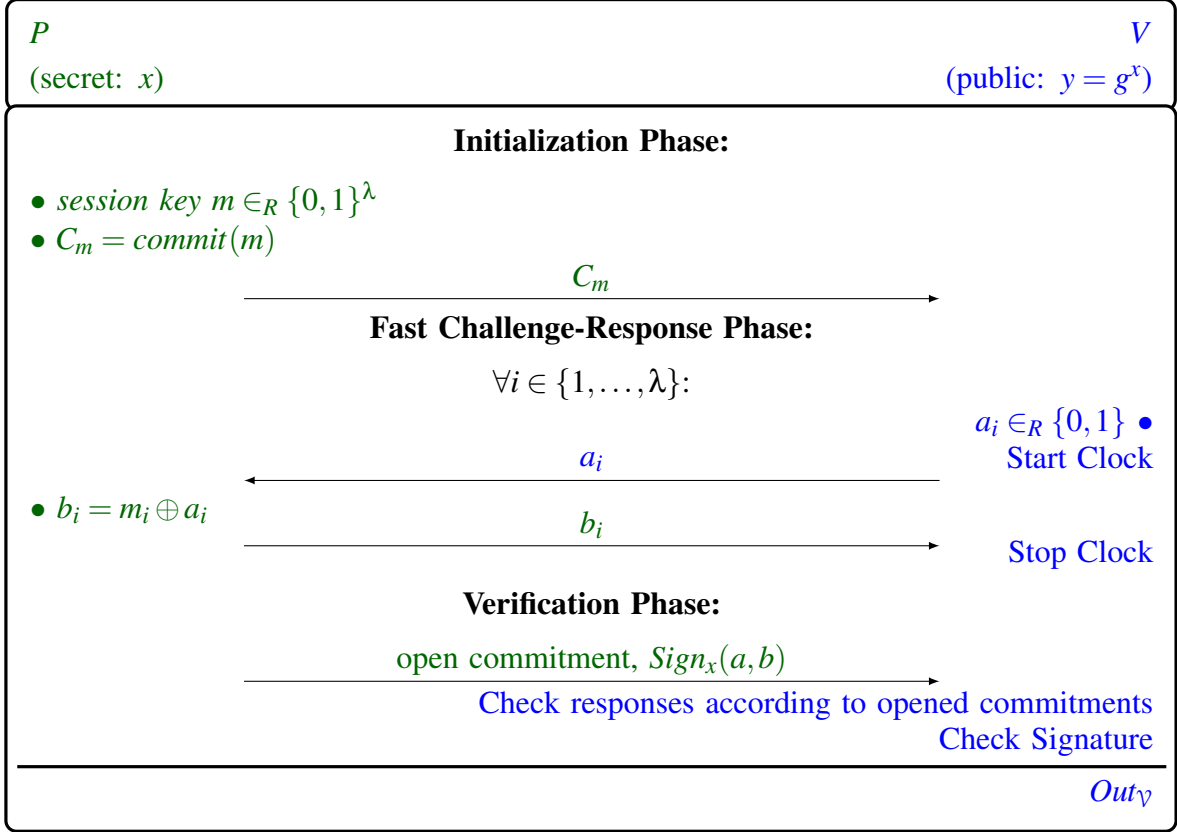 P V
(secret: x) (public: y = g^x)
Initialization Phase:
• session key m ∈_R {0,1}^λ
• C_m = commit(m)
C_m
Fast Challenge-Response Phase:
∀i ∈ {1,…,λ}:
a_i ∈_R {0,1} •
Start Clock
a_i
• b_i = m_i ⊕ a_i
b_i
Stop Clock
Verification Phase:
open commitment, Sign_x(a,b)
Check responses according to opened commitments
Check Signature
Out_𝒱